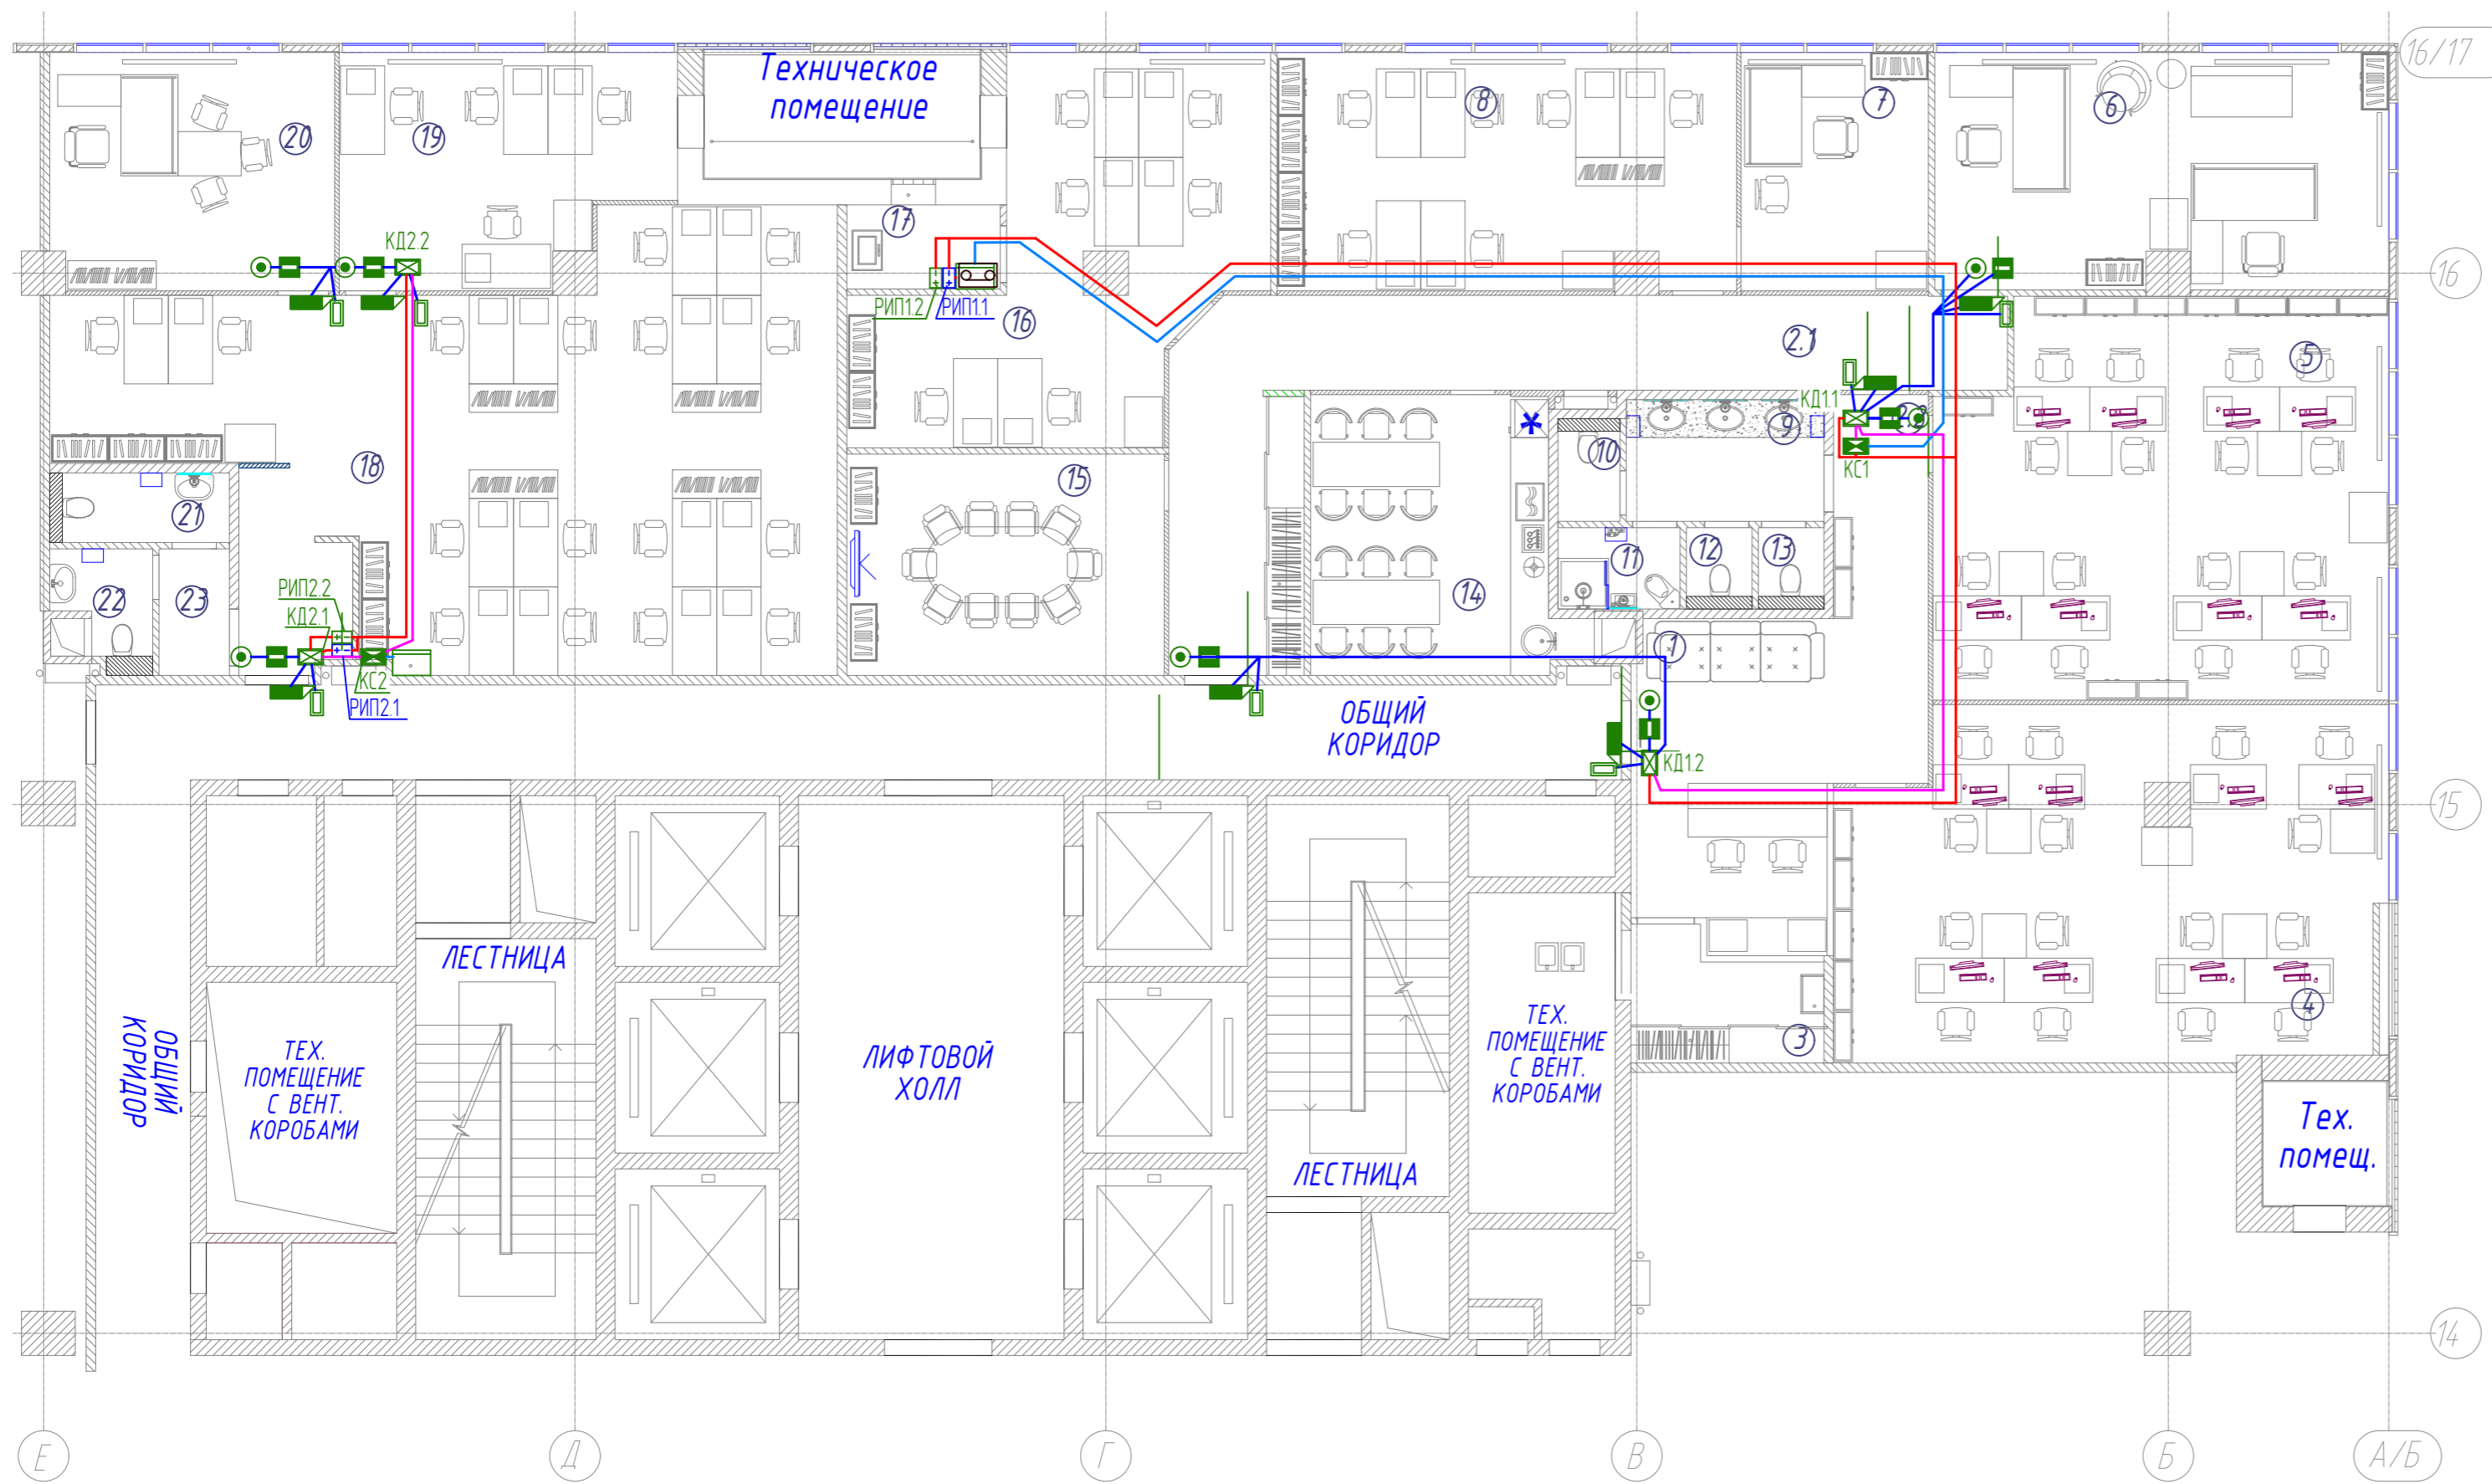 16/17
Техническое
помещение
20
19
8
7
6
17
КД2.2
16
РИП1.2
РИП1.1
16
2.1
5
КД1.1
9
10
КС1
18
15
21
11
12
13
14
22
23
РИП2.2
КД2.1
1
КС2
РИП2.1
ОБЩИЙ
КОРИДОР
КД1.2
15
ЛЕСТНИЦА
ОБЩИЙ
КОРИДОР
ТЕХ.
ПОМЕЩЕНИЕ
С ВЕНТ.
КОРОБАМИ
ЛИФТОВОЙ
ХОЛЛ
ТЕХ.
ПОМЕЩЕНИЕ
С ВЕНТ.
КОРОБАМИ
4
3
ЛЕСТНИЦА
Тех.
помещ.
14
Е
Д
Г
В
Б
А/Б